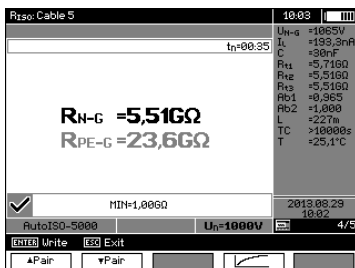 RISO: Cable 5
10:03
UN-G =1065V
IL =193,3nA
C =30nF
Rt1 =5,71GΩ
Rt2 =5,51GΩ
Rt3 =5,51GΩ
Ab1 =0,965
Ab2 =1,000
L =227m
TC >10000s
T =25,1°C
tn=00:35
RN-G =5,51GΩ
RPE-G =23,6GΩ
MIN=1,00GΩ
2013.08.29
10:02
AutoISO-5000
Un=1000V
4/5
ENTER Write ESC Exit
▲Pair ▼Pair